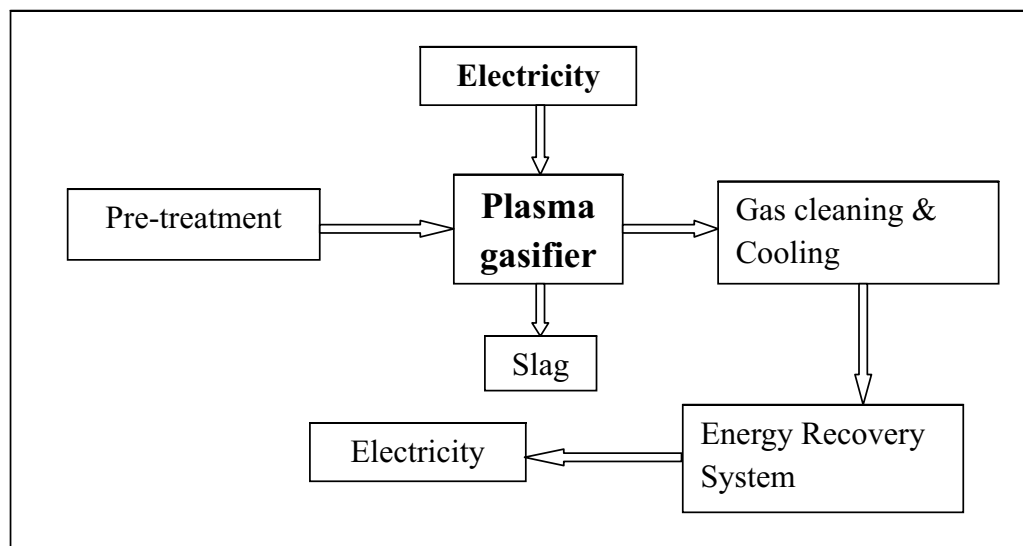 Electricity
Pre-treatment
Plasma
gasifier
Gas cleaning &
Cooling
Slag
Energy Recovery
System
Electricity